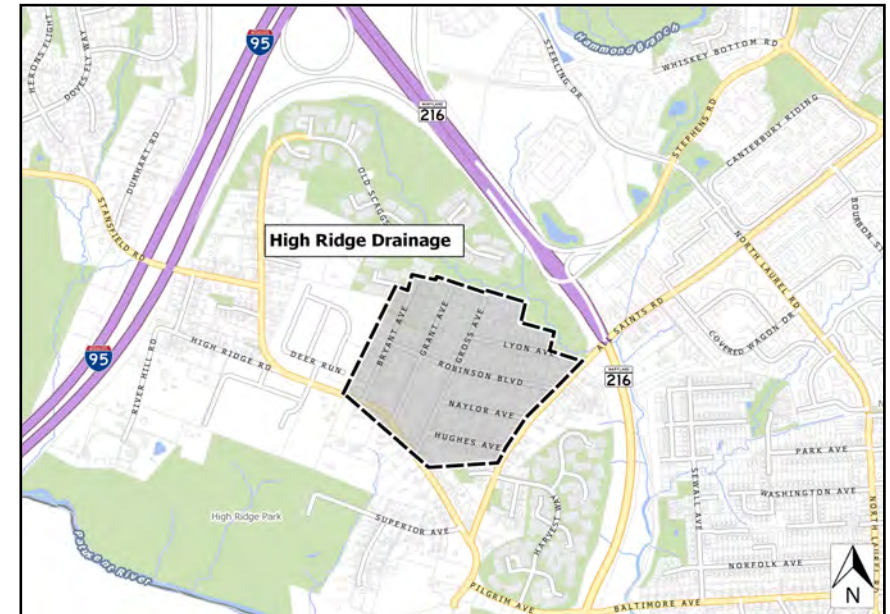 HERONS FLIGHT
DOVES FLY WAY
95
MARYLAND
216
Hammond Branch
WHISKEY BOTTOM RD
STERLING DR
STEPHENS RD
CANTERBURY RIDING
DUMHART RD
OLD SCAGGS
STANSFIELD RD
High Ridge Drainage
NORTH LAUREL RD
BOURBON ST
BRYANT AVE
GRANT AVE
GROSS AVE
LYON AVE
ALL SAINTS RD
COVERED WAGON DR
95
HIGH RIDGE RD
DEER RUN
ROBINSON BLVD
MARYLAND
216
RIVER HILL RD
NAYLOR AVE
HUGHES AVE
PARK AVE
SEWALL AVE
WASHINGTON AVE
High Ridge Park
SUPERIOR AVE
HARVEST WAY
NORTH LAUREL RD
Patuxent River
NORFOLK AVE
PILGRIM AVE
BALTIMORE AVE
N